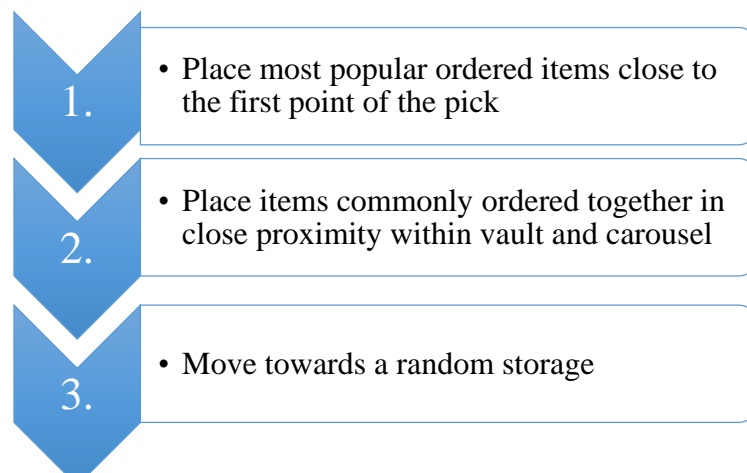 1.
• Place most popular ordered items close to
the first point of the pick
2.
• Place items commonly ordered together in
close proximity within vault and carousel
3.
• Move towards a random storage